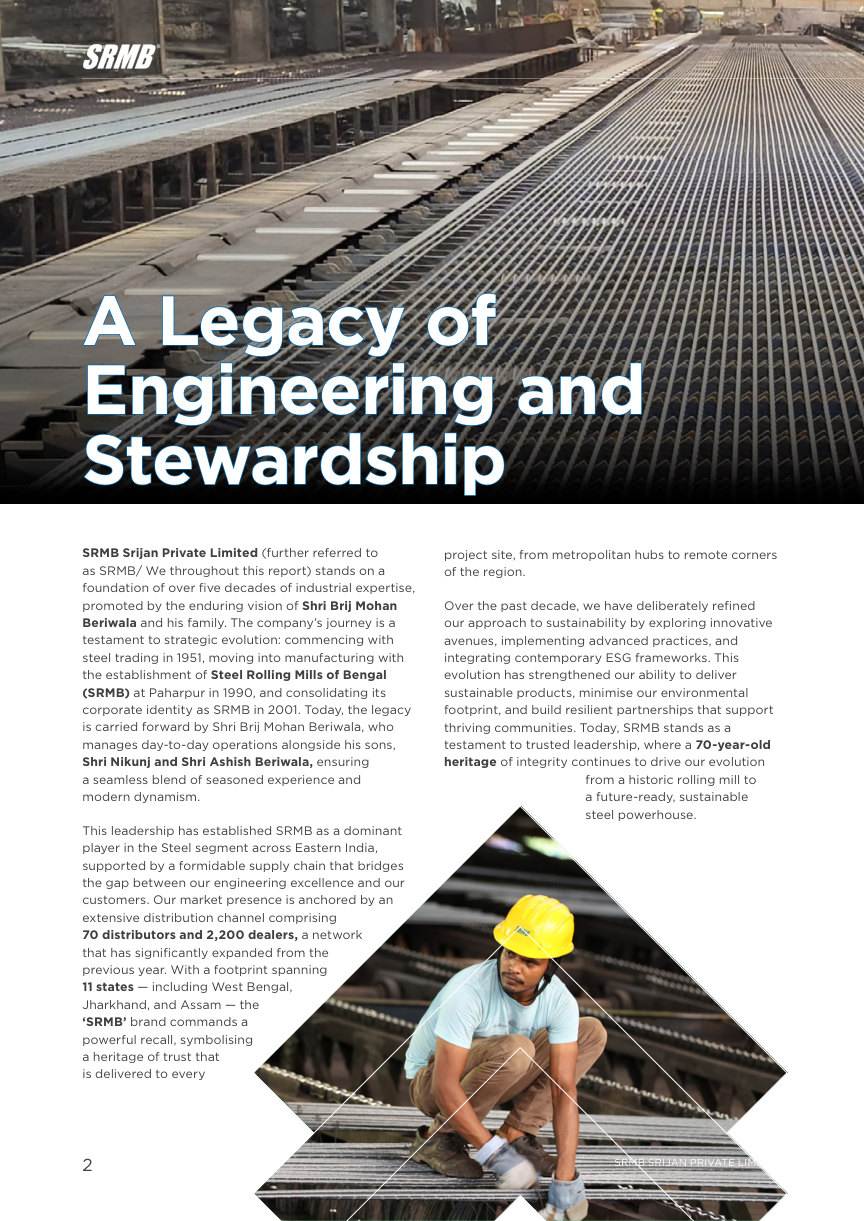 SRMB
A Legacy of
Engineering and
Stewardship
SRMB Srijan Private Limited (further referred to
as SRMB/ We throughout this report) stands on a
foundation of over five decades of industrial expertise,
promoted by the enduring vision of Shri Brij Mohan
Beriwala and his family. The company’s journey is a
testament to strategic evolution: commencing with
steel trading in 1951, moving into manufacturing with
the establishment of Steel Rolling Mills of Bengal
(SRMB) at Paharpur in 1990, and consolidating its
corporate identity as SRMB in 2001. Today, the legacy
is carried forward by Shri Brij Mohan Beriwala, who
manages day-to-day operations alongside his sons,
Shri Nikunj and Shri Ashish Beriwala, ensuring
a seamless blend of seasoned experience and
modern dynamism.
This leadership has established SRMB as a dominant
player in the Steel segment across Eastern India,
supported by a formidable supply chain that bridges
the gap between our engineering excellence and our
customers. Our market presence is anchored by an
extensive distribution channel comprising
70 distributors and 2,200 dealers, a network
that has significantly expanded from the
previous year. With a footprint spanning
11 states — including West Bengal,
Jharkhand, and Assam — the
‘SRMB’ brand commands a
powerful recall, symbolising
a heritage of trust that
is delivered to every
project site, from metropolitan hubs to remote corners
of the region.
Over the past decade, we have deliberately refined
our approach to sustainability by exploring innovative
avenues, implementing advanced practices, and
integrating contemporary ESG frameworks. This
evolution has strengthened our ability to deliver
sustainable products, minimise our environmental
footprint, and build resilient partnerships that support
thriving communities. Today, SRMB stands as a
testament to trusted leadership, where a 70-year-old
heritage of integrity continues to drive our evolution
from a historic rolling mill to
a future-ready, sustainable
steel powerhouse.
2
SRMB SRIJAN PRIVATE